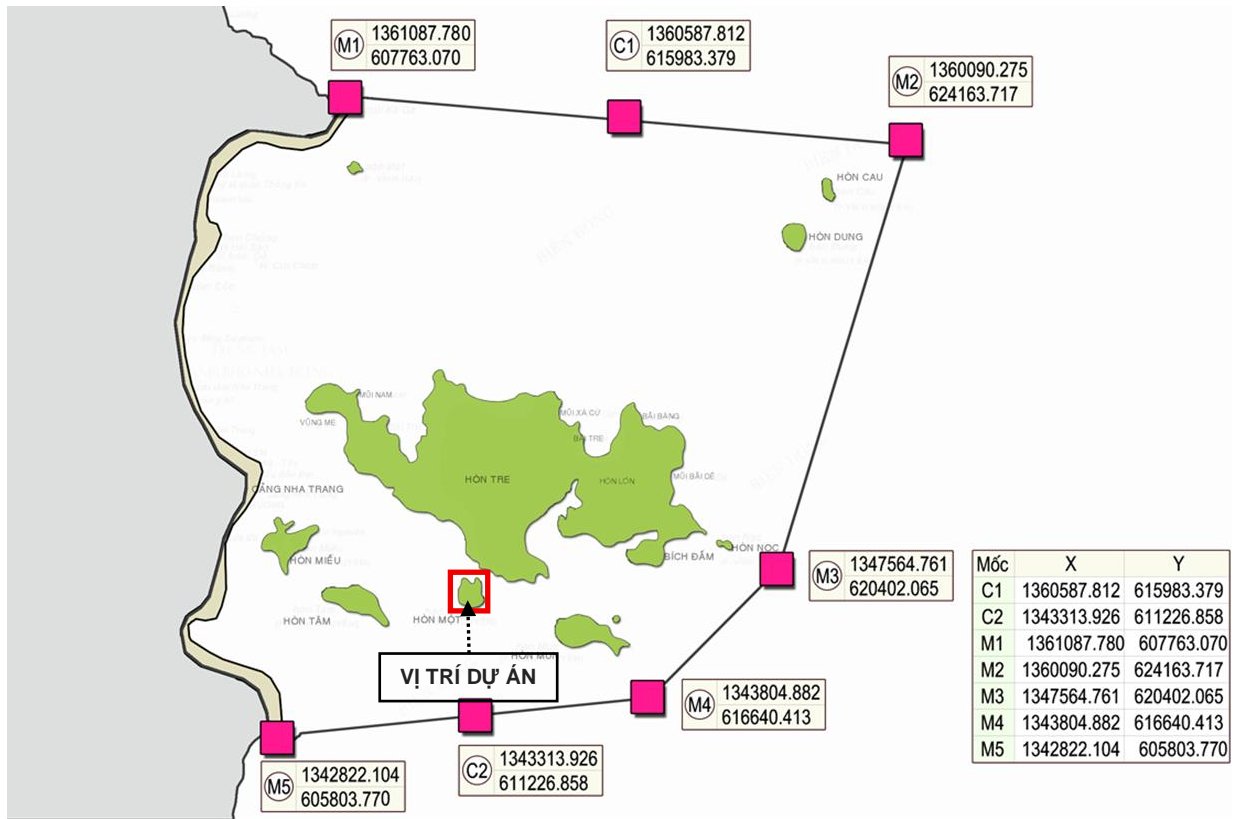 M1 1361087.780
607763.070
C1 1360587.812
615983.379
M2 1360090.275
624163.717
HÒN CAU
HÒN DUNG
MŨI NAM
VŨNG ME
MŨI XÀ CỪ
BÃI BÀNG
BÃI TRE
HÒN TRE
HÒN LỚN
MŨI BÃI DÊ
CẢNG NHA TRANG
HÒN MIỄU
BÍCH ĐẦM
HÒN NỌC
M3 1347564.761
620402.065
HÒN TẰM
HÒN MỘT
HÒN MUN
VỊ TRÍ DỰ ÁN
M4 1343804.882
616640.413
C2 1343313.926
611226.858
M5 1342822.104
605803.770
Mốc X Y
C1 1360587.812 615983.379
C2 1343313.926 611226.858
M1 1361087.780 607763.070
M2 1360090.275 624163.717
M3 1347564.761 620402.065
M4 1343804.882 616640.413
M5 1342822.104 605803.770